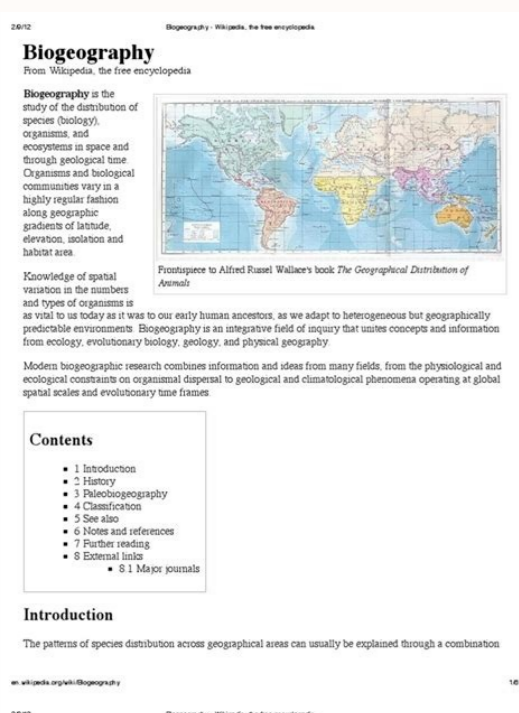 2/9/12 Biogeography - Wikipedia, the free encyclopedia
Biogeography
From Wikipedia, the free encyclopedia
Biogeography is the
study of the distribution of
species (biology),
organisms, and
ecosystems in space and
through geological time.
Organisms and biological
communities vary in a
highly regular fashion
along geographic
gradients of latitude,
elevation, isolation and
habitat area.
Frontispiece to Alfred Russel Wallace's book The Geographical Distribution of
Animals
Knowledge of spatial
variation in the numbers
and types of organisms is
as vital to us today as it was to our early human ancestors, as we adapt to heterogeneous but geographically
predictable environments. Biogeography is an integrative field of inquiry that unites concepts and information
from ecology, evolutionary biology, geology, and physical geography.
Modern biogeographic research combines information and ideas from many fields, from the physiological and
ecological constraints on organismal dispersal to geological and climatological phenomena operating at global
spatial scales and evolutionary time frames.
Contents
1 Introduction
2 History
3 Paleobiogeography
4 Classification
5 See also
6 Notes and references
7 Further reading
8 External links
8.1 Major journals
Introduction
The patterns of species distribution across geographical areas can usually be explained through a combination
en.wikipedia.org/wiki/Biogeography 1/6